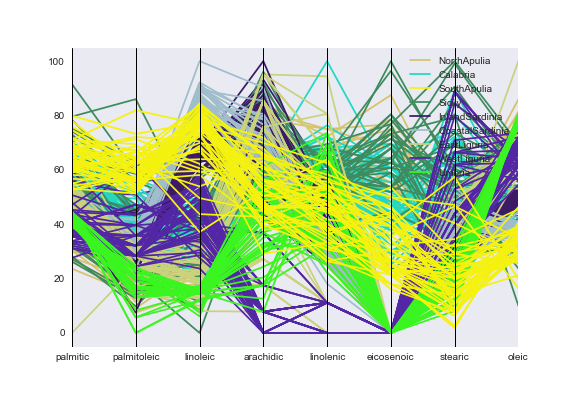 100
80
60
40
20
0
NorthApulia
Calabria
SouthApulia
Sicily
InlandSardinia
CoastalSardinia
EastLiguria
WestLiguria
Umbria
palmitic palmitoleic linoleic arachidic linolenic eicosenoic stearic oleic